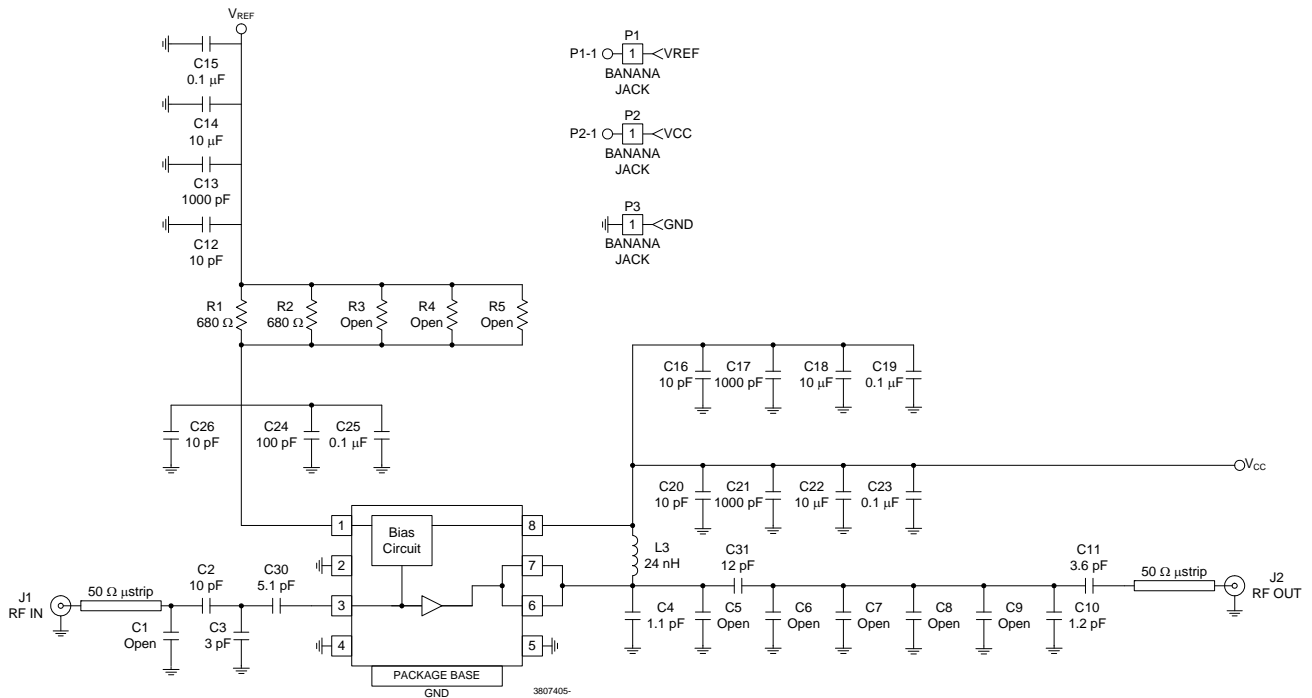 VREF
C15
0.1 µF
C14
10 µF
C13
1000 pF
C12
10 pF
P1
P1-1 1 VREF
BANANA
JACK
P2
P2-1 1 VCC
BANANA
JACK
P3
1 GND
BANANA
JACK
R1
680 Ω
R2
680 Ω
R3
Open
R4
Open
R5
Open
C16
10 pF
C17
1000 pF
C18
10 µF
C19
0.1 µF
C26
10 pF
C24
100 pF
C25
0.1 µF
VCC
C20
10 pF
C21
1000 pF
C22
10 µF
C23
0.1 µF
1
8
Bias
Circuit
2
7
3
6
4
5
L3
24 nH
C31
12 pF
C11
3.6 pF
50 Ω µstrip
J2
RF OUT
J1
RF IN
50 Ω µstrip
C2
10 pF
C30
5.1 pF
C1
Open
C3
3 pF
C4
1.1 pF
C5
Open
C6
Open
C7
Open
C8
Open
C9
Open
C10
1.2 pF
PACKAGE BASE
GND
3807405-